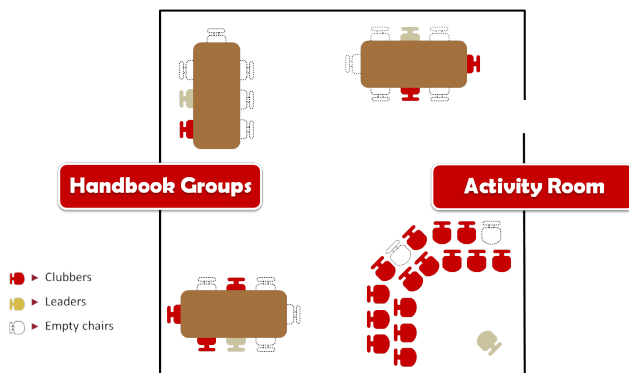 Handbook Groups
Activity Room
Clubbers
Leaders
Empty chairs